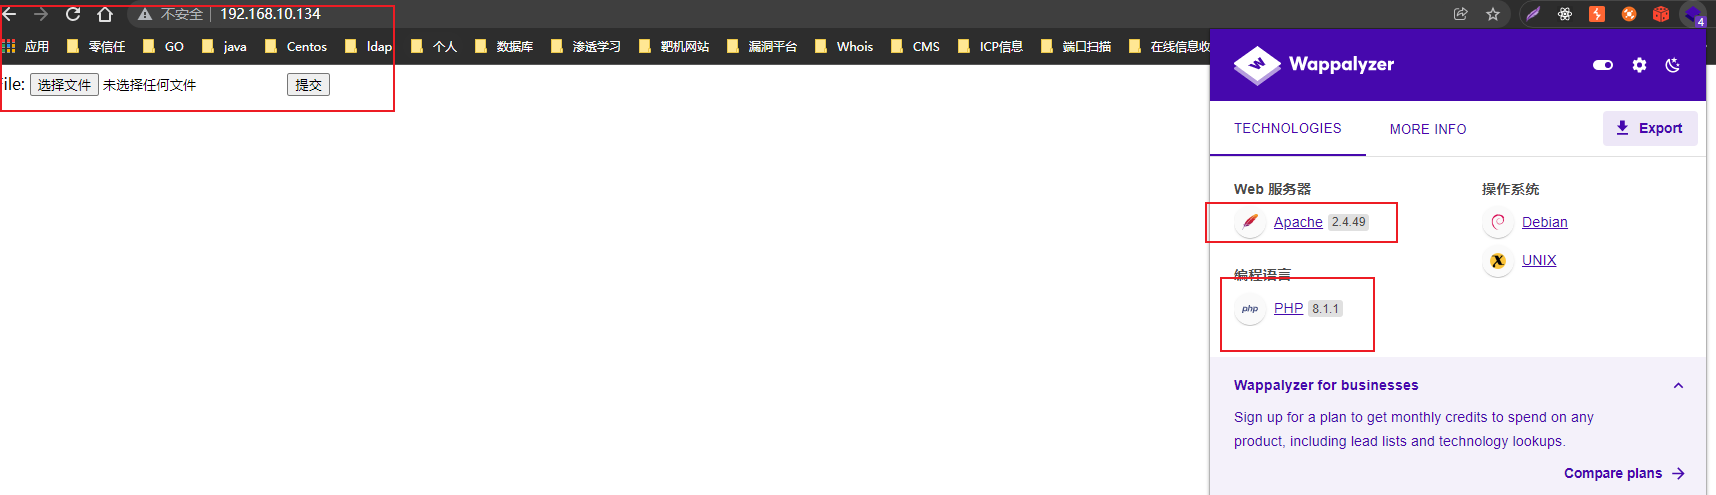 不安全 192.168.10.134
4
应用 零信任 GO java Centos ldap 个人 数据库 渗透学习 靶机网站 漏洞平台 Whois CMS ICP信息 端口扫描 在线信息收
File: 选择文件 未选择任何文件 提交
Wappalyzer
TECHNOLOGIES MORE INFO Export
Web 服务器 操作系统
Apache 2.4.49 Debian
UNIX
编程语言
php PHP 8.1.1
Wappalyzer for businesses
Sign up for a plan to get monthly credits to spend on any
product, including lead lists and technology lookups.
Compare plans